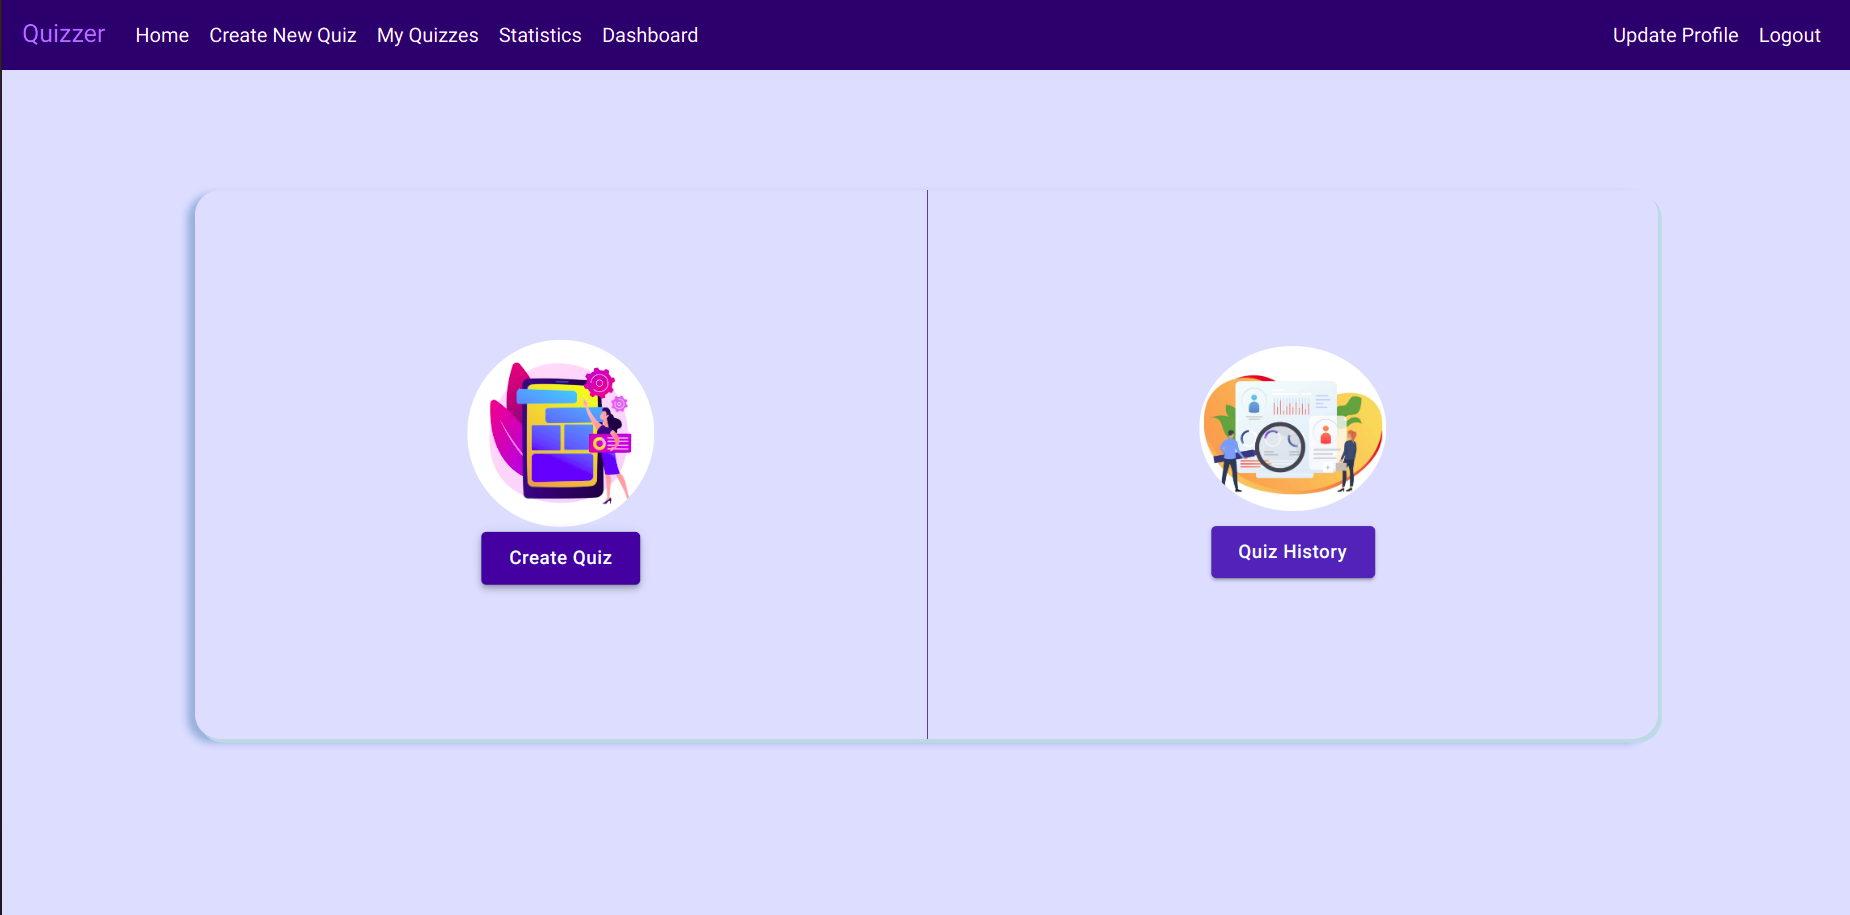 Quizzer Home Create New Quiz My Quizzes Statistics Dashboard Update Profile Logout
Create Quiz
Quiz History